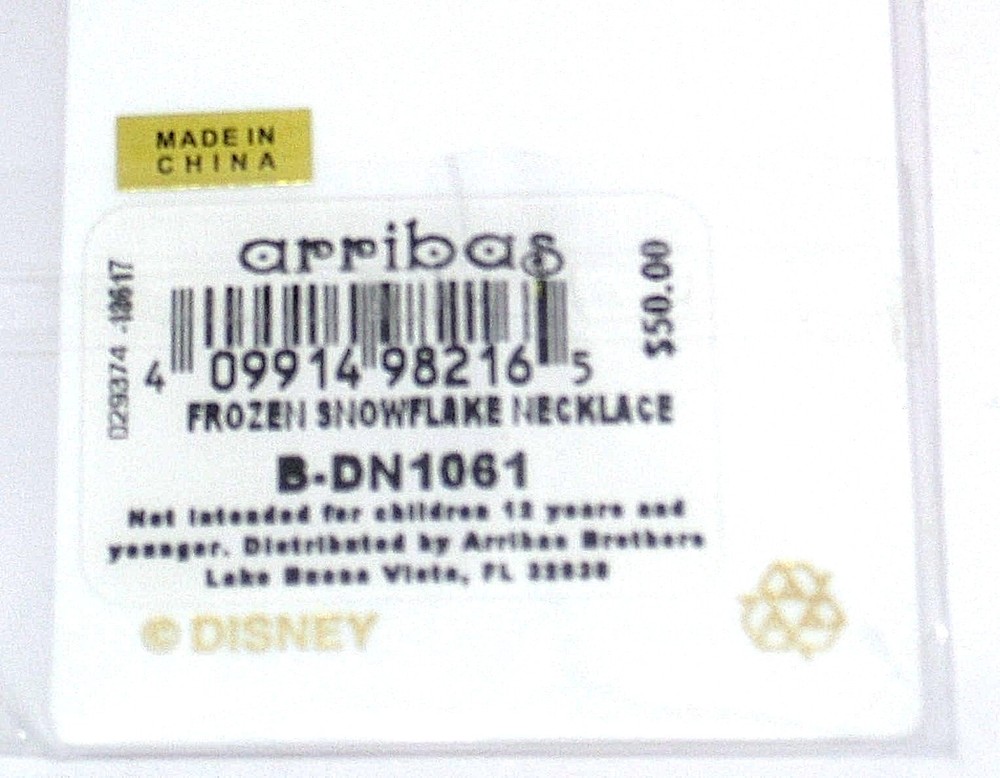 MADE IN
CHINA
arribas
029374
$50.00
4 09914 98216 5
FROZEN SNOWFLAKE NECKLACE
B-DN1061
Not intended for children 12 years and
younger. Distributed by Arribas Brothers
Lake Buena Vista, FL
© DISNEY